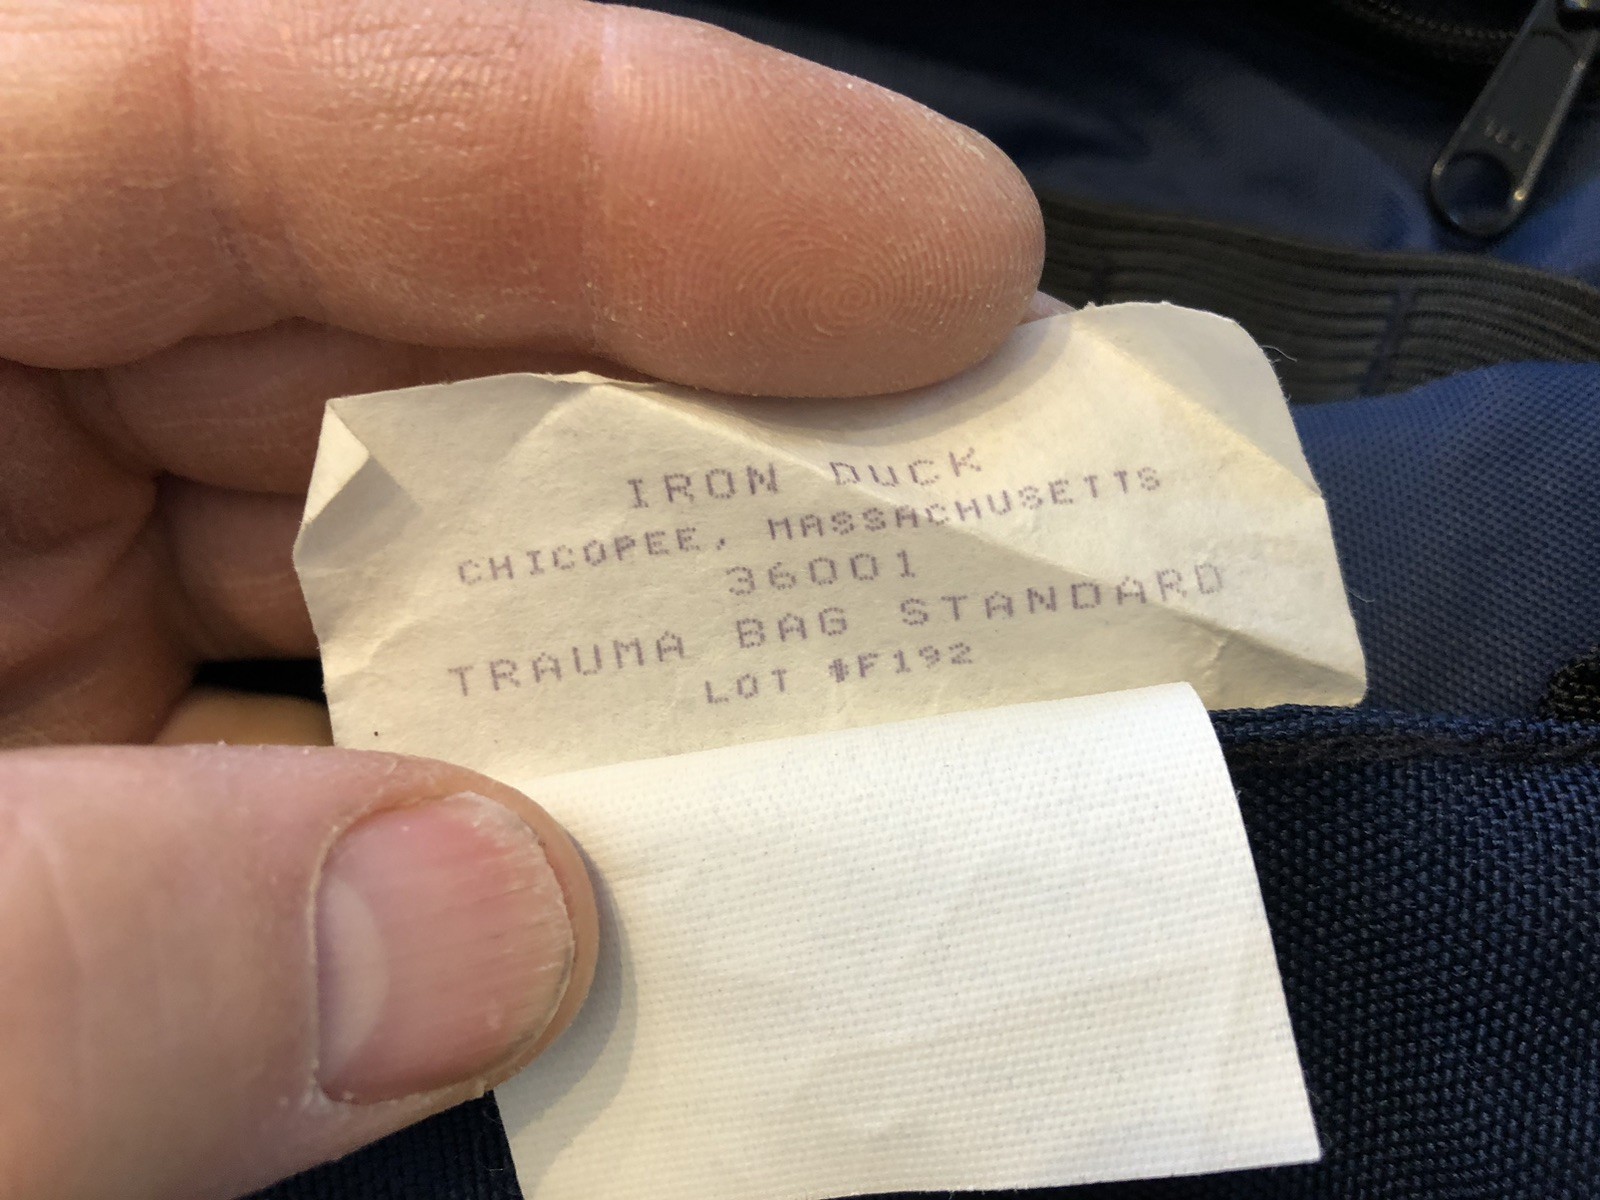 IRON DUCK
CHICOPEE, MASSACHUSETTS
36001
TRAUMA BAG STANDARD
LOT #F192